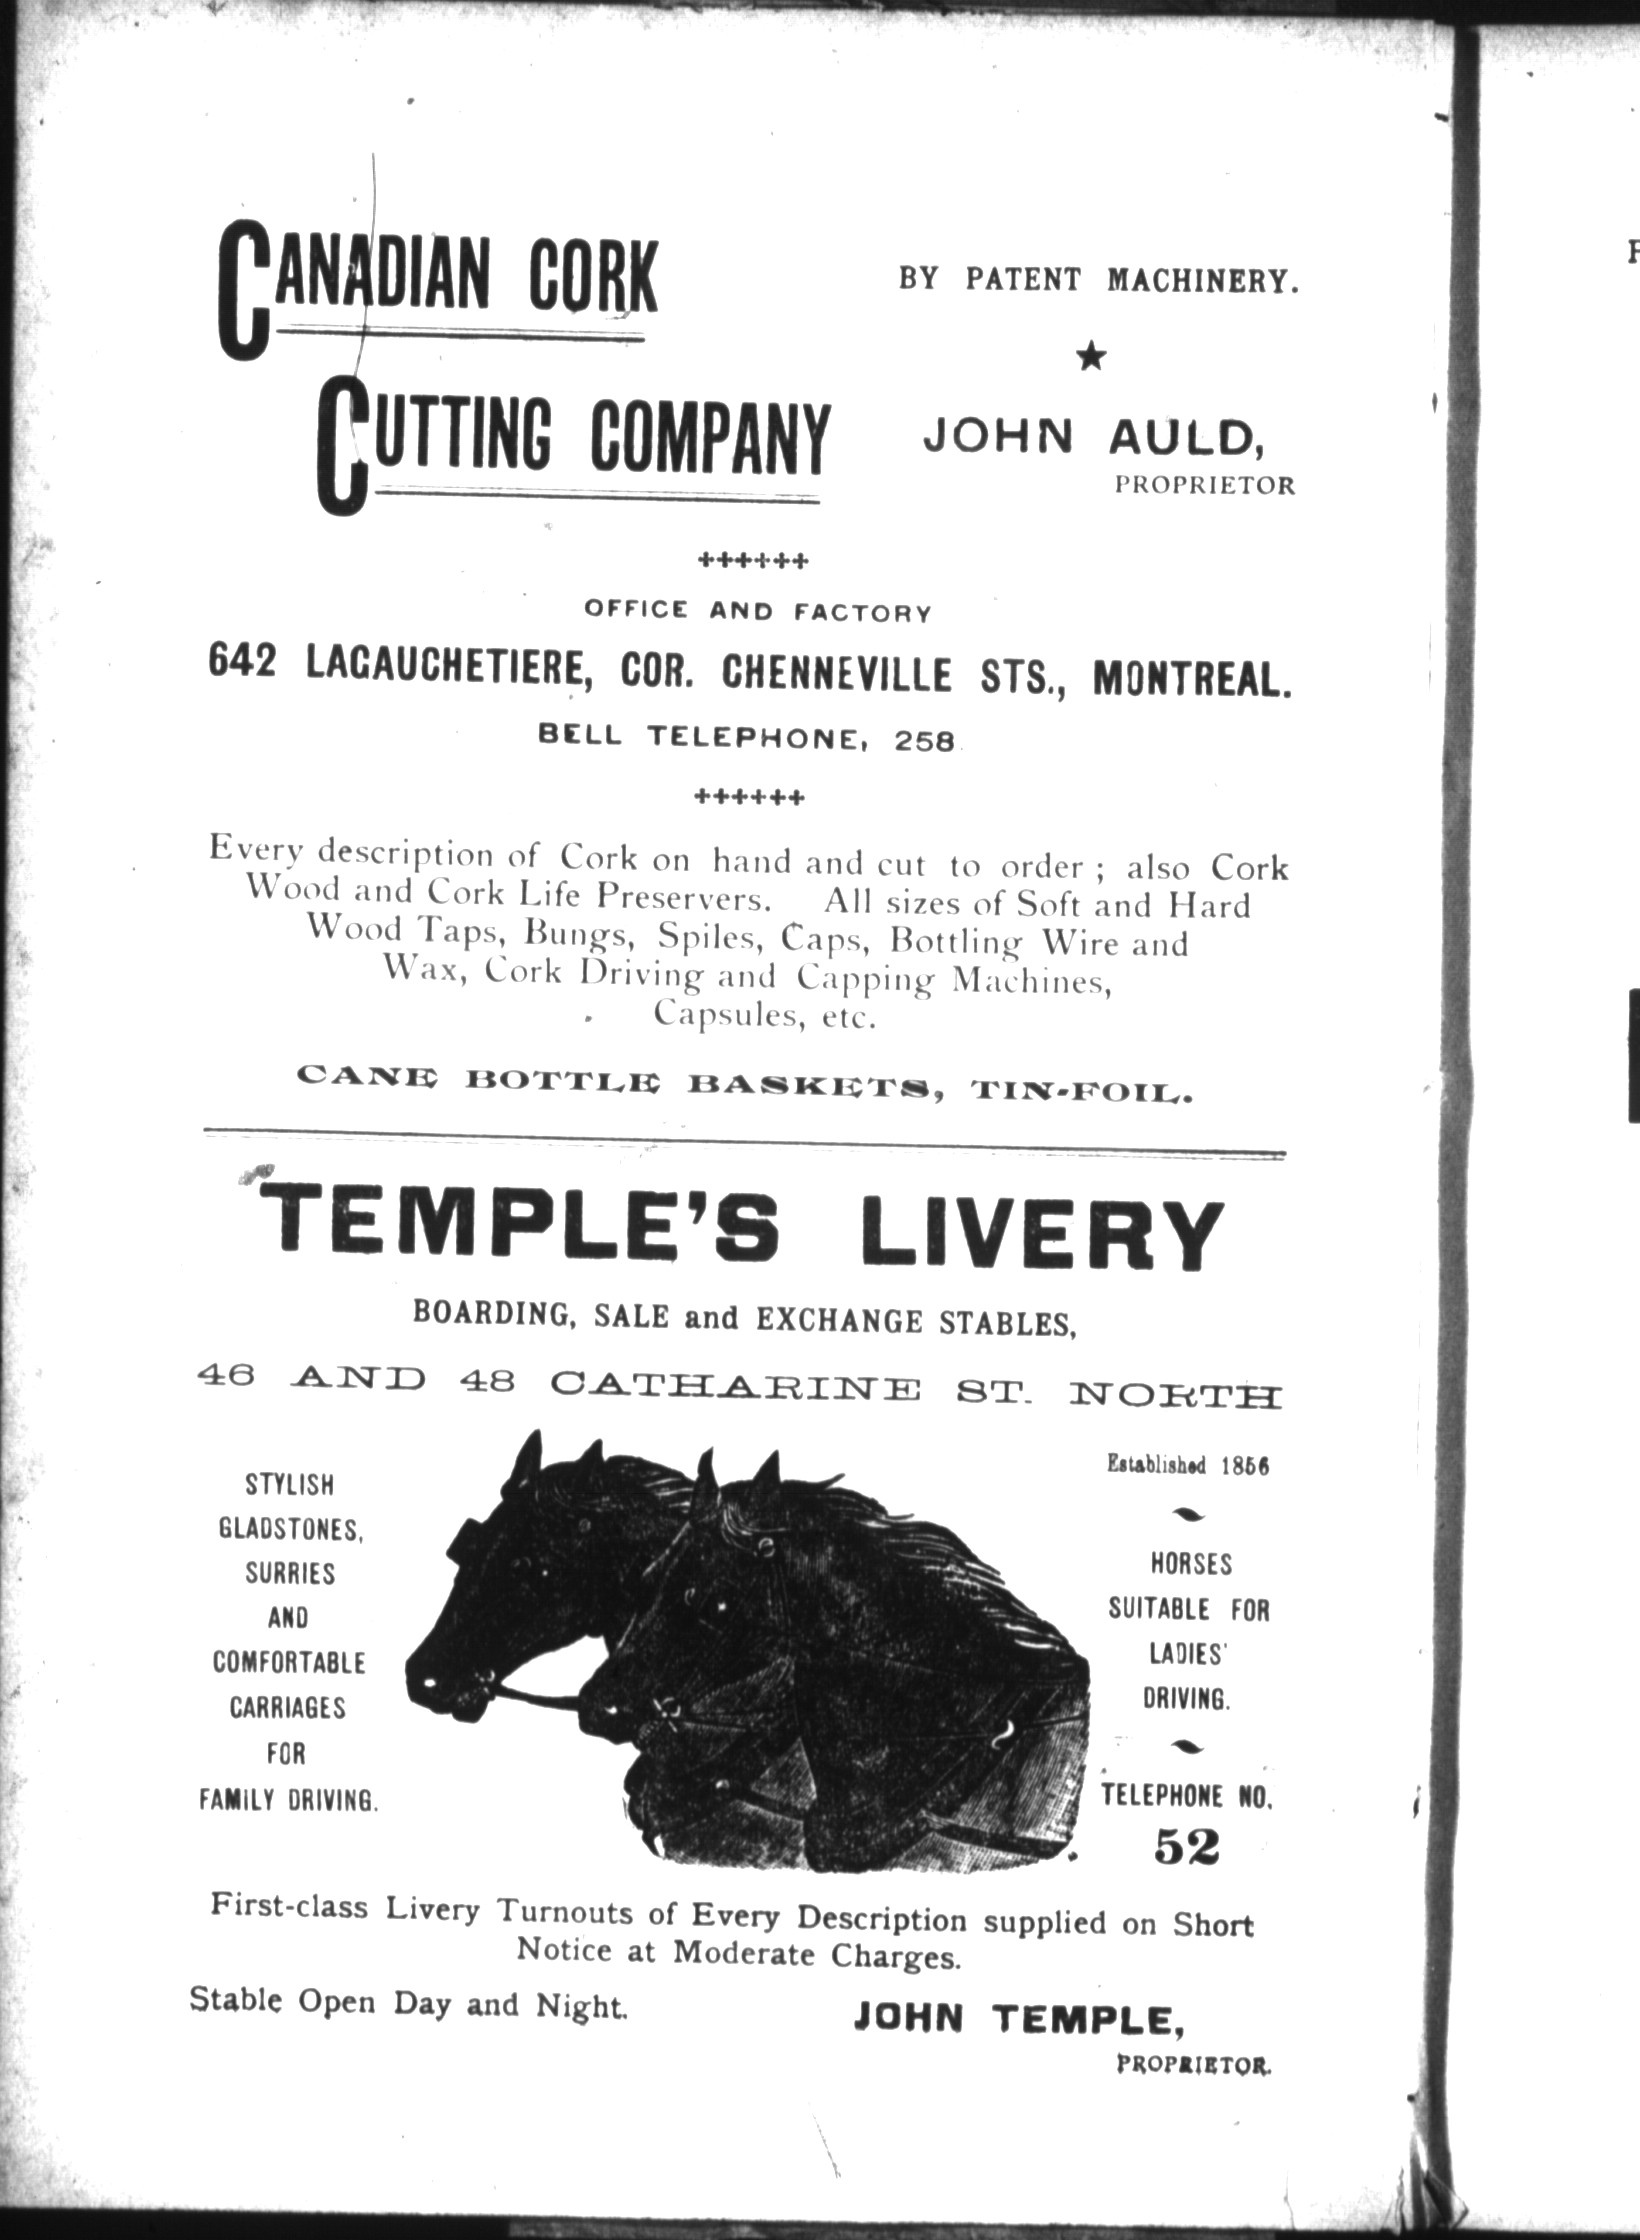 CANADIAN CORK
CUTTING COMPANY
BY PATENT MACHINERY.
JOHN AULD,
PROPRIETOR
OFFICE AND FACTORY
642 LAGAUCHETIERE, COR. CHENNEVILLE STS., MONTREAL.
BELL TELEPHONE, 258
Every description of Cork on hand and cut to order ; also Cork
Wood and Cork Life Preservers. All sizes of Soft and Hard
Wood Taps, Bungs, Spiles, Caps, Bottling Wire and
Wax, Cork Driving and Capping Machines,
Capsules, etc.
CANE BOTTLE BASKETS, TIN-FOIL.
TEMPLE'S LIVERY
BOARDING, SALE and EXCHANGE STABLES,
46 AND 48 CATHARINE ST. NORTH
STYLISH
GLADSTONES,
SURRIES
AND
COMFORTABLE
CARRIAGES
FOR
FAMILY DRIVING.
Established 1856
HORSES
SUITABLE FOR
LADIES'
DRIVING.
TELEPHONE NO.
52
First-class Livery Turnouts of Every Description supplied on Short
Notice at Moderate Charges.
Stable Open Day and Night.
JOHN TEMPLE,
PROPRIETOR.